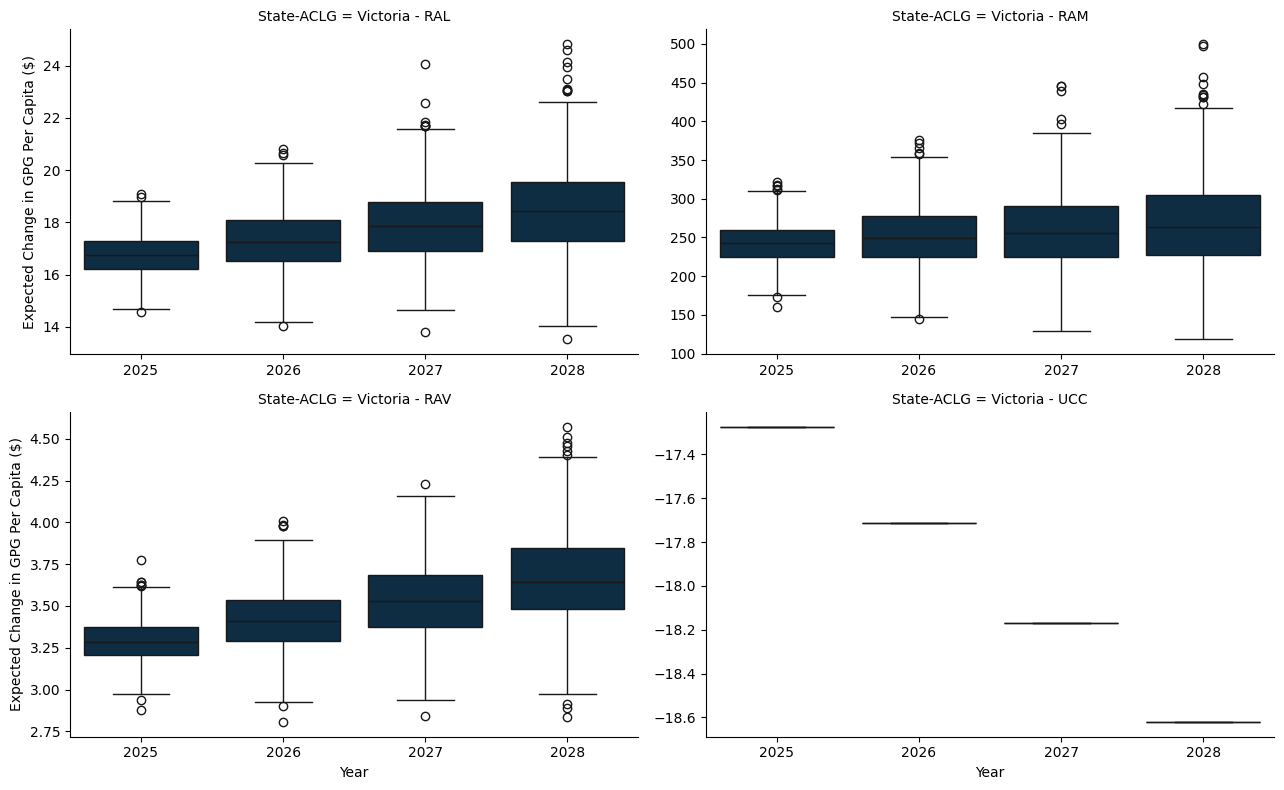 State-ACLG = Victoria - RAL
Expected Change in GPG Per Capita ($)
24
22
20
18
16
14
2025 2026 2027 2028
State-ACLG = Victoria - RAM
500
450
400
350
300
250
200
150
100
2025 2026 2027 2028
State-ACLG = Victoria - RAV
Expected Change in GPG Per Capita ($)
4.50
4.25
4.00
3.75
3.50
3.25
3.00
2.75
2025 2026 2027 2028
Year
State-ACLG = Victoria - UCC
−17.4
−17.6
−17.8
−18.0
−18.2
−18.4
−18.6
2025 2026 2027 2028
Year